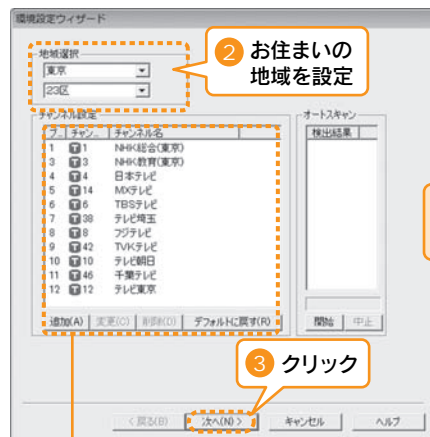 環境設定ウィザード
地域選択
東京
23区
2 お住まいの
地域を設定
チャンネル設定
プ... チャン... チャンネル名
1 T 1 NHK総合(東京)
3 T 3 NHK教育(東京)
4 T 4 日本テレビ
5 T 14 MXテレビ
6 T 6 TBSテレビ
7 T 38 テレビ埼玉
8 T 8 フジテレビ
9 T 42 TVKテレビ
10 T 10 テレビ朝日
11 T 46 千葉テレビ
12 T 12 テレビ東京
追加(A) 変更(C) 削除(D) デフォルトに戻す(R)
オートスキャン
検出結果
開始 中止
3 クリック
< 戻る(B) 次へ(N) > キャンセル ヘルプ